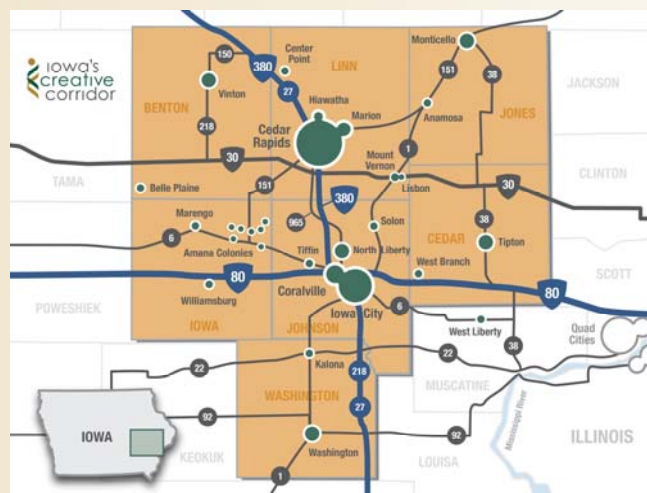 iowa's
creative
corridor
150
380
27
Center
Point
LINN
Monticello
151
38
JACKSON
BENTON
Vinton
218
Hiawatha
Marion
Cedar
Rapids
Anamosa
JONES
1
30
Mount
Vernon
Lisbon
30
CLINTON
TAMA
Belle Plaine
151
965
380
Marengo
6
Solon
38
CEDAR
Amana Colonies
Tiffin
North Liberty
Tipton
80
Williamsburg
Coralville
West Branch
80
SCOTT
POWESHIEK
Iowa City
6
IOWA
JOHNSON
West Liberty
Quad
Cities
22
Kalona
218
22
38
WASHINGTON
27
MUSCATINE
Mississippi River
92
IOWA
92
ILLINOIS
KEOKUK
Washington
LOUISA
1